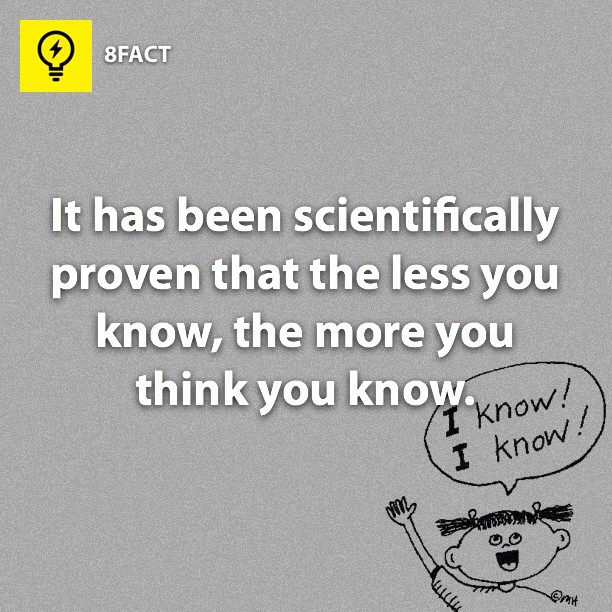 8FACT
It has been scientifically
proven that the less you
know, the more you
think you know.
I know!
I know!
©MH